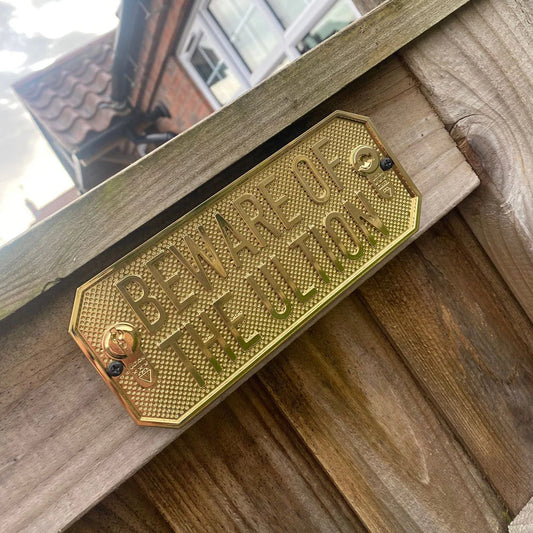 BEWARE OF
THE ULTION